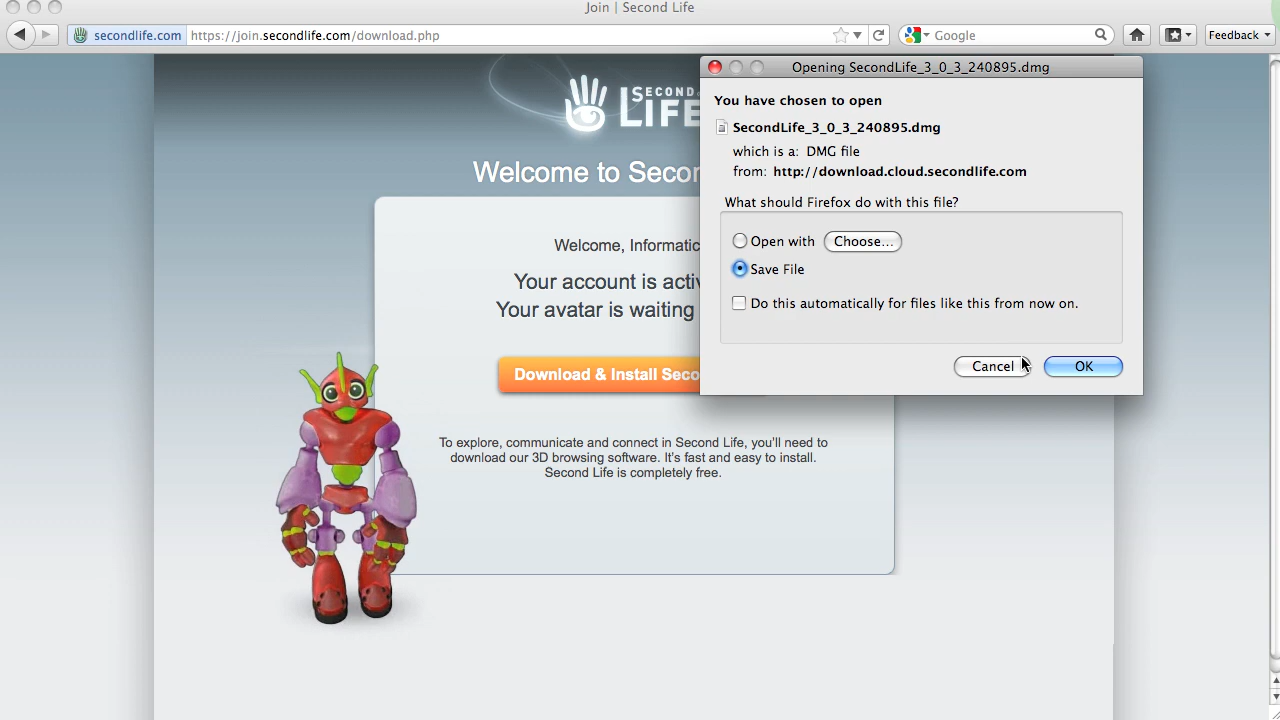 Join | Second Life
secondlife.com
https://join.secondlife.com/download.php
Google
Feedback
Opening SecondLife_3_0_3_240895.dmg
You have chosen to open
SecondLife_3_0_3_240895.dmg
which is a: DMG file
from: http://download.cloud.secondlife.com
What should Firefox do with this file?
Open with
Choose...
Save File
Do this automatically for files like this from now on.
Cancel
OK
SECOND
LIFE
Welcome to
Welcome,
Your account is
Your avatar is waiting
Download & Install
To explore, communicate and connect in Second Life, you'll need to
download our 3D browsing software. It's fast and easy to install.
Second Life is completely free.